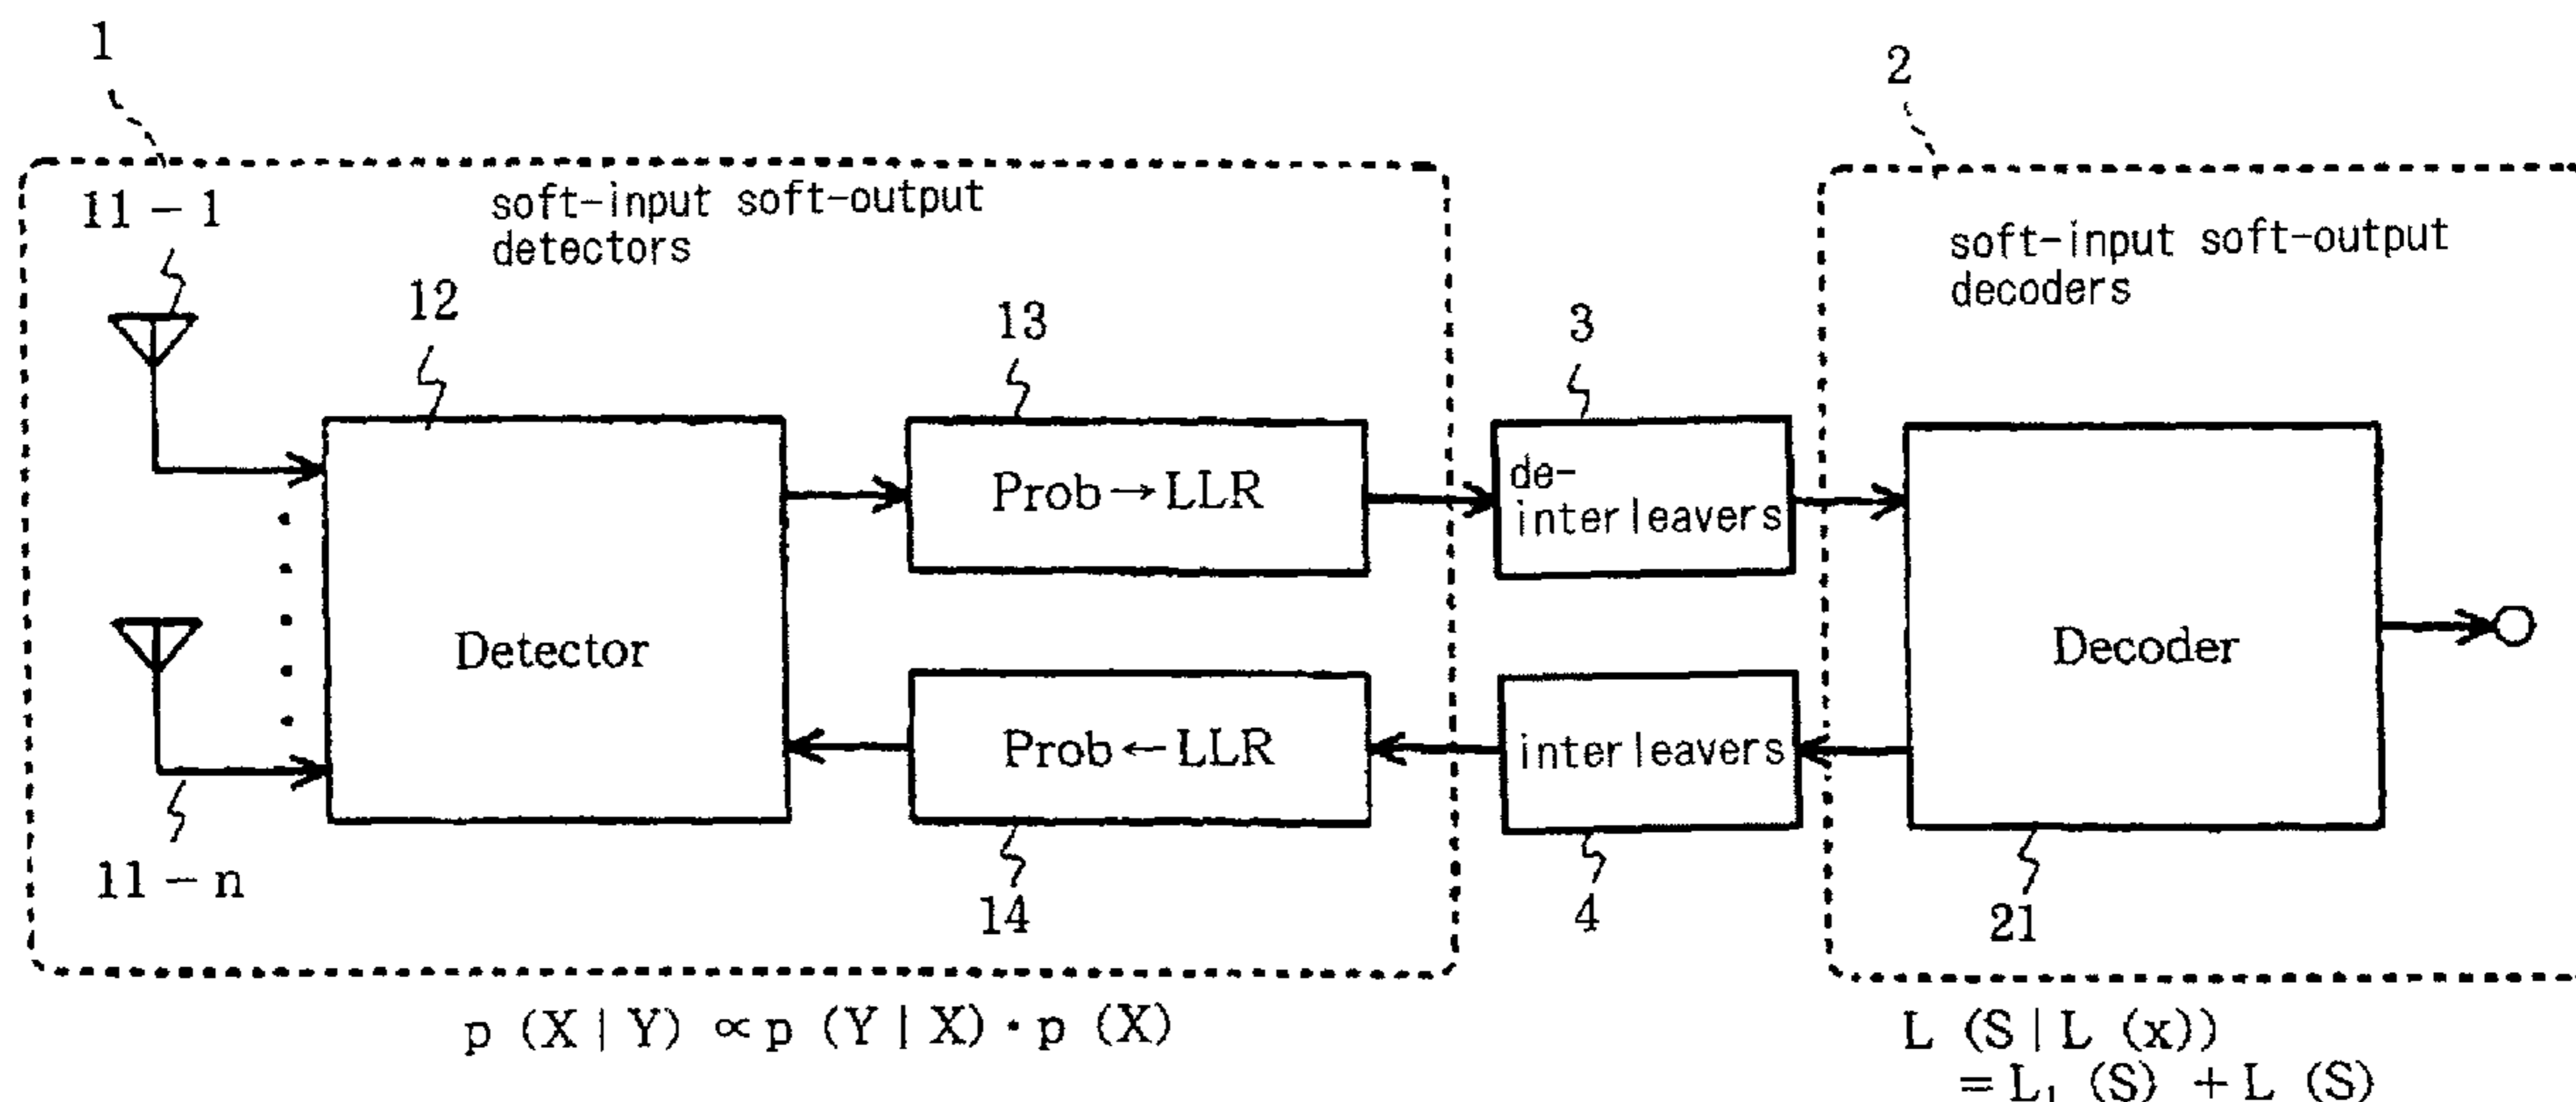 1
2
11-1
soft-input soft-output
detectors
soft-input soft-output
decoders
12
13
3
Prob→LLR
de-
interleavers
Detector
Decoder
Prob←LLR
interleavers
11-n
14
4
21
p (X | Y) ∝ p (Y | X) · p (X)
L (S | L (x))
= L₁ (S) + L (S)